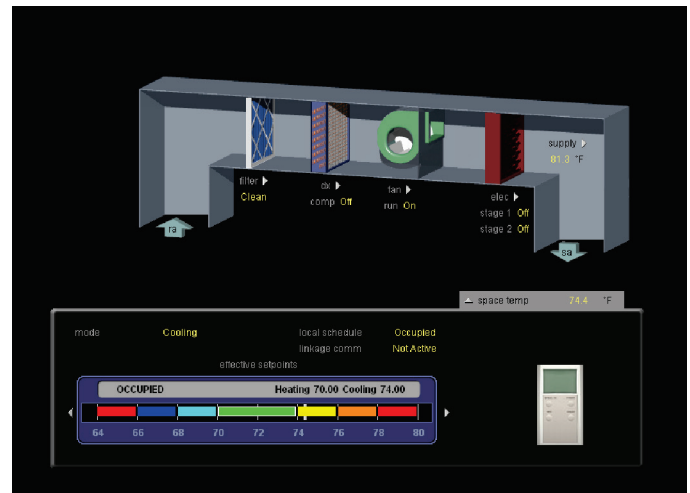 supply
81.3 °F
filter
Clean
dx
comp. Off
fan
run On
elec
stage 1 Off
stage 2 Off
ra
sa
space temp 74.4 °F
mode Cooling local schedule Occupied
linkage comm Not Active
effective setpoints
OCCUPIED Heating 70.00 Cooling 74.00
64 66 68 70 72 74 76 78 80